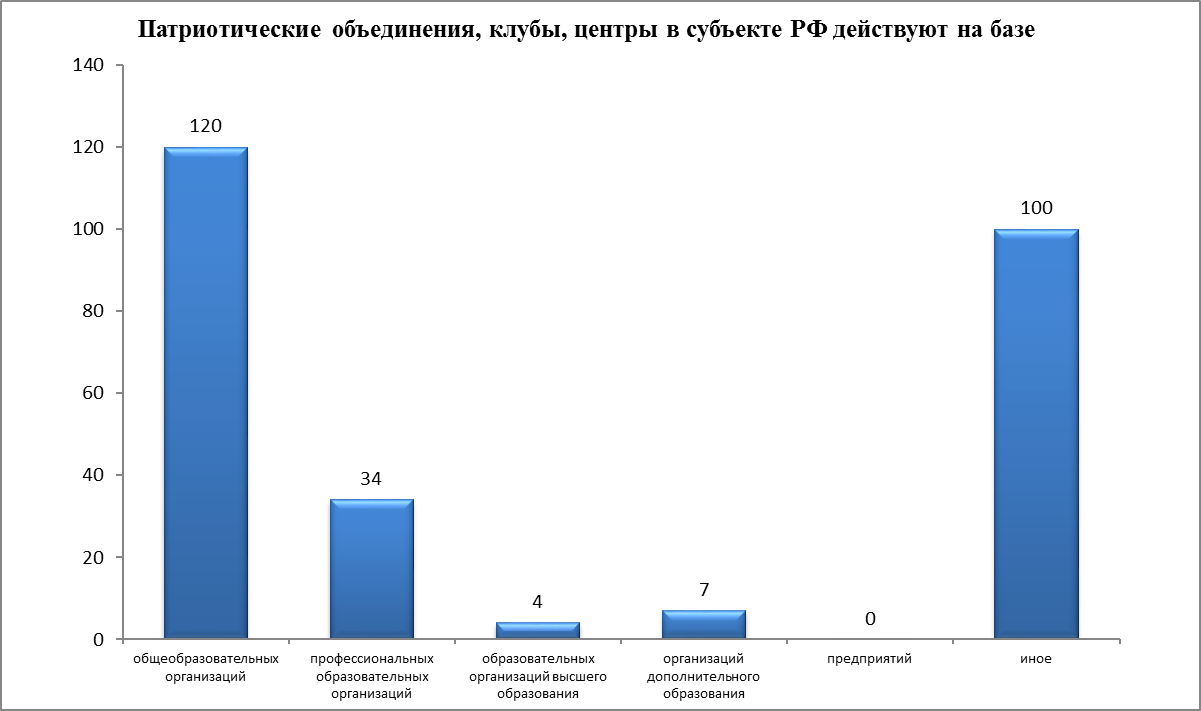 Патриотические объединения, клубы, центры в субъекте РФ действуют на базе
140
120
100
80
60
40
20
0
120
34
4
7
0
100
общеобразовательных
организаций
профессиональных
образовательных
организаций
образовательных
организаций высшего
образования
организаций
дополнительного
образования
предприятий
иное